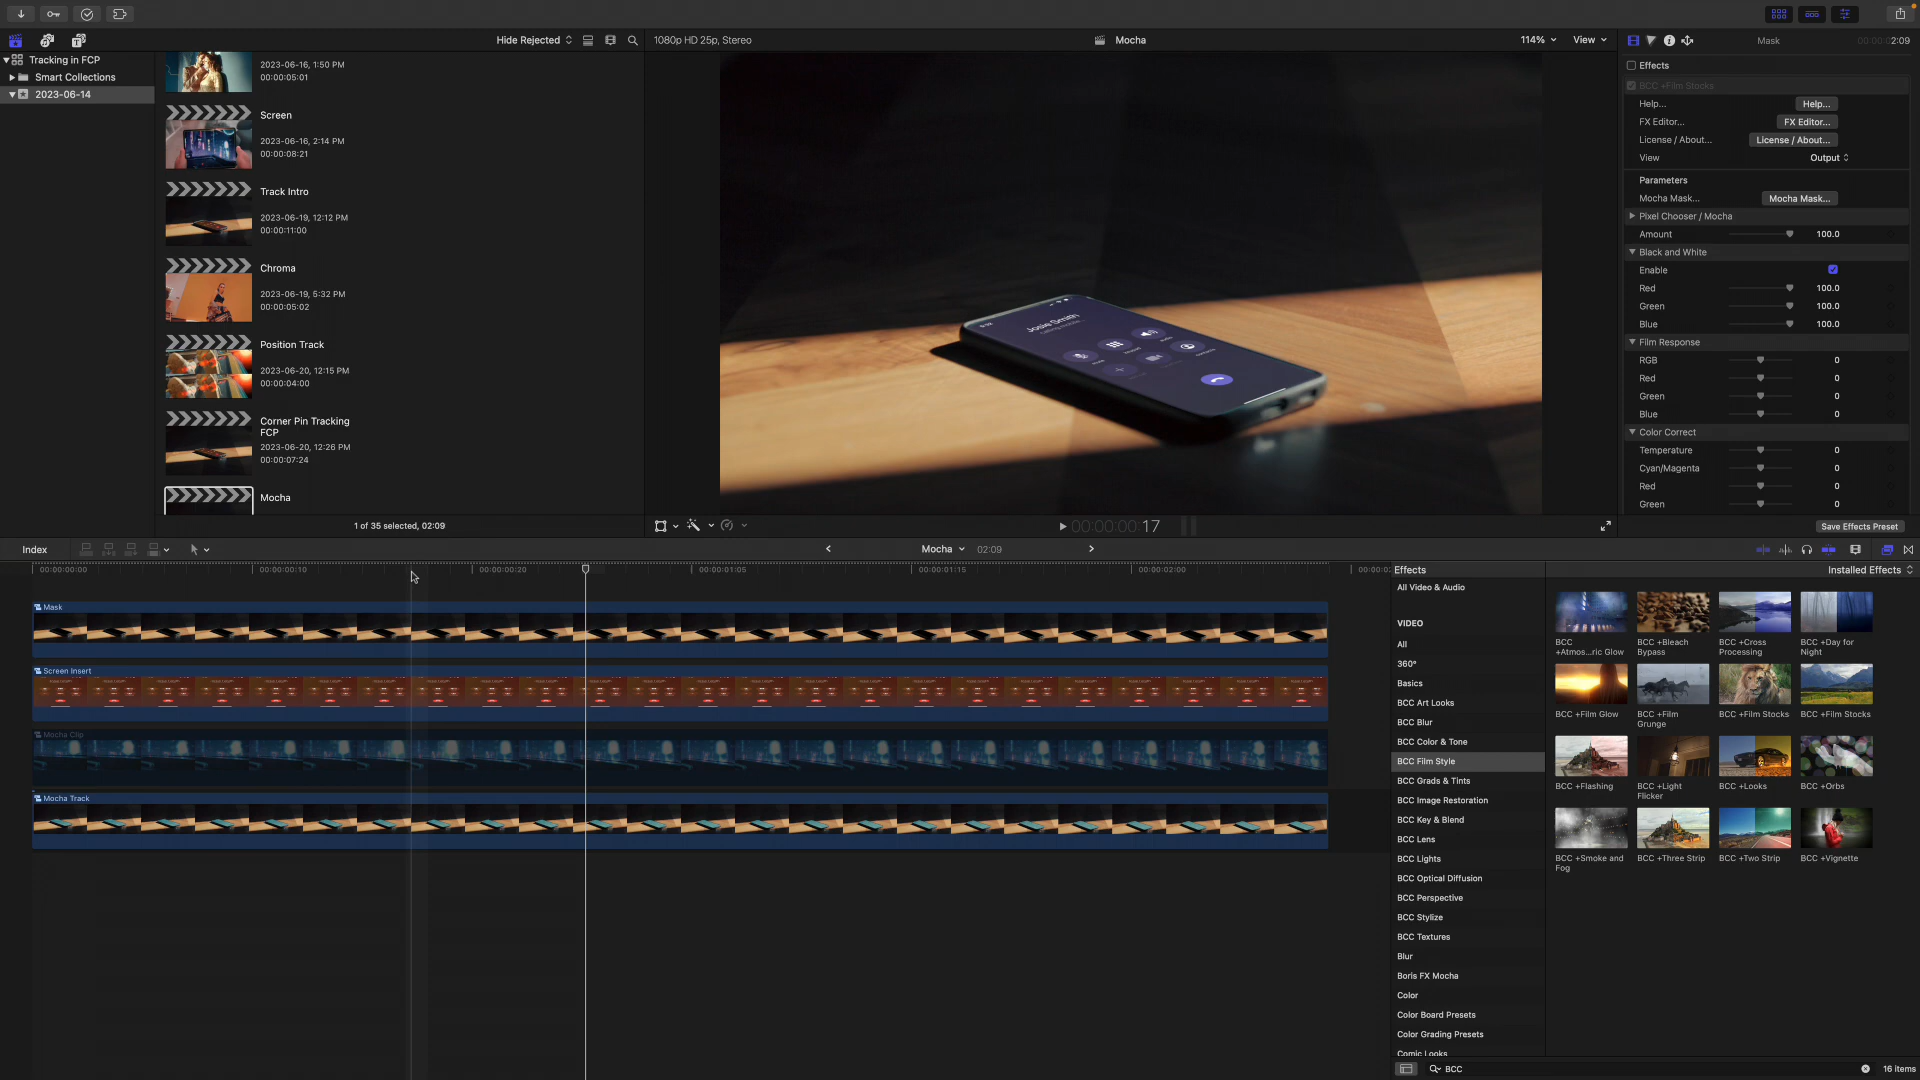 Hide Rejected
1080p HD 25p, Stereo
Mocha
114%
View
Mask
2:09
Tracking in FCP
Smart Collections
2023-06-14
2023-06-16, 1:50 PM
00:00:05:01
Screen
2023-06-16, 2:14 PM
00:00:08:21
Track Intro
2023-06-19, 12:12 PM
00:00:11:00
Chroma
2023-06-19, 5:32 PM
00:00:05:02
Position Track
2023-06-20, 12:15 PM
00:00:04:00
Corner Pin Tracking
FCP
2023-06-20, 12:26 PM
00:00:07:24
Mocha
1 of 35 selected, 02:09
Josie Smith
00:00:00:17
Effects
BCC +Film Stocks
Help...
Help...
FX Editor...
FX Editor...
License / About...
License / About...
View
Output
Parameters
Mocha Mask...
Mocha Mask...
Pixel Chooser / Mocha
Amount
100.0
Black and White
Enable
Red
100.0
Green
100.0
Blue
100.0
Film Response
RGB
0
Red
0
Green
0
Blue
0
Color Correct
Temperature
0
Cyan/Magenta
0
Red
0
Green
0
Save Effects Preset
Index
Mocha
02:09
00:00:00:00
00:00:00:10
00:00:00:20
00:00:01:05
00:00:01:15
00:00:02:00
Mask
Screen Insert
Mocha Clip
Mocha Track
Effects
Installed Effects
All Video & Audio
VIDEO
All
360°
Basics
BCC Art Looks
BCC Blur
BCC Color & Tone
BCC Film Style
BCC Grads & Tints
BCC Image Restoration
BCC Key & Blend
BCC Lens
BCC Lights
BCC Optical Diffusion
BCC Perspective
BCC Stylize
BCC Textures
Blur
Boris FX Mocha
Color
Color Board Presets
Color Grading Presets
Comic Looks
BCC
+Atmos...ric Glow
BCC +Bleach
Bypass
BCC +Cross
Processing
BCC +Day for
Night
BCC +Film Glow
BCC +Film
Grunge
BCC +Film Stocks
BCC +Film Stocks
BCC +Flashing
BCC +Light
Flicker
BCC +Looks
BCC +Orbs
BCC +Smoke and
Fog
BCC +Three Strip
BCC +Two Strip
BCC +Vignette
BCC
16 items